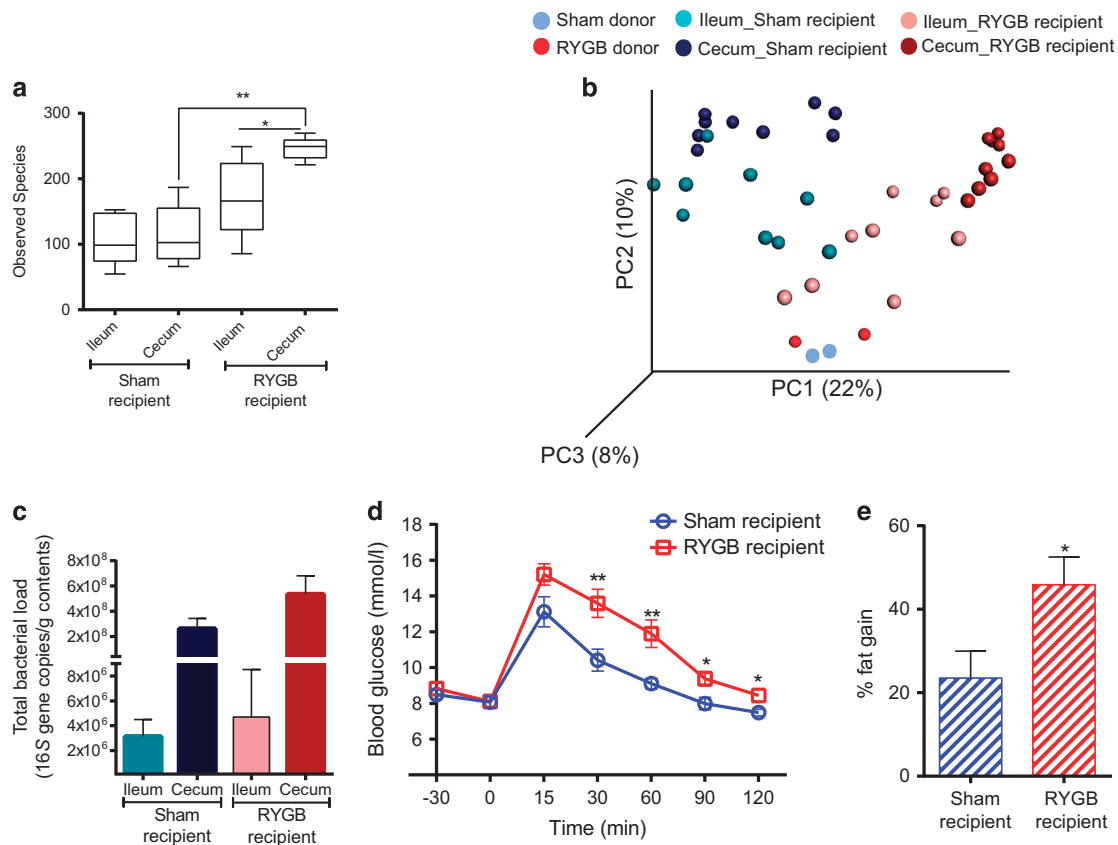 Sham donor
Ileum_Sham recipient
Ileum_RYGB recipient
RYGB donor
Cecum_Sham recipient
Cecum_RYGB recipient
a
300
200
100
0
Observed Species
**
*
Ileum
Cecum
Ileum
Cecum
Sham
recipient
RYGB
recipient
b
PC2 (10%)
PC1 (22%)
PC3 (8%)
c
Total bacterial load
(16S gene copies/g contents)
8x10⁸
6x10⁸
4x10⁸
2x10⁸
8x10⁶
6x10⁶
4x10⁶
2x10⁶
Ileum
Cecum
Ileum
Cecum
Sham
recipient
RYGB
recipient
d
Blood glucose (mmol/l)
18
16
14
12
10
8
6
Sham recipient
RYGB recipient
**
**
*
*
-30
0
15
30
60
90
120
Time (min)
e
% fat gain
60
40
20
0
*
Sham
recipient
RYGB
recipient